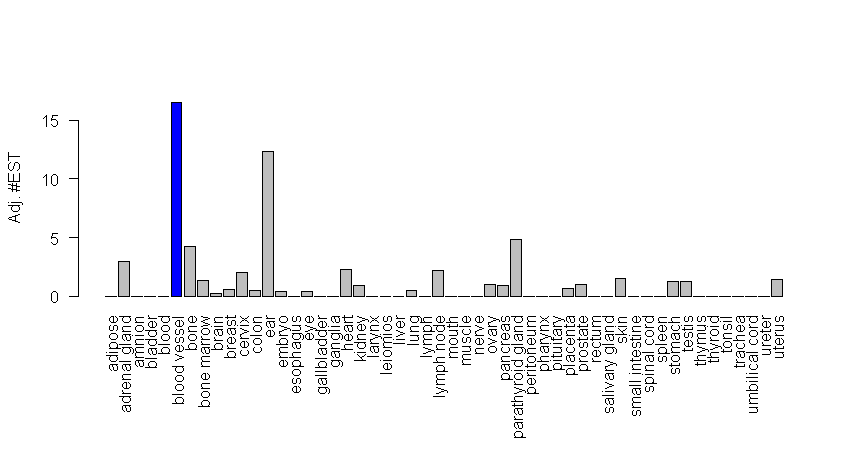 Adj. #EST
15
10
5
0
adipose
adrenal gland
amnion
bladder
blood
blood vessel
bone
bone marrow
brain
breast
cervix
colon
ear
embryo
esophagus
eye
gallbladder
ganglia
heart
kidney
larynx
leiomios
liver
lung
lymph
lymph node
mouth
muscle
nerve
ovary
pancreas
parathyroid gland
peritoneum
pharynx
pituitary
placenta
prostate
rectum
salivary gland
skin
small intestine
spinal cord
spleen
stomach
testis
thymus
thyroid
tonsil
trachea
umbilical cord
ureter
uterus